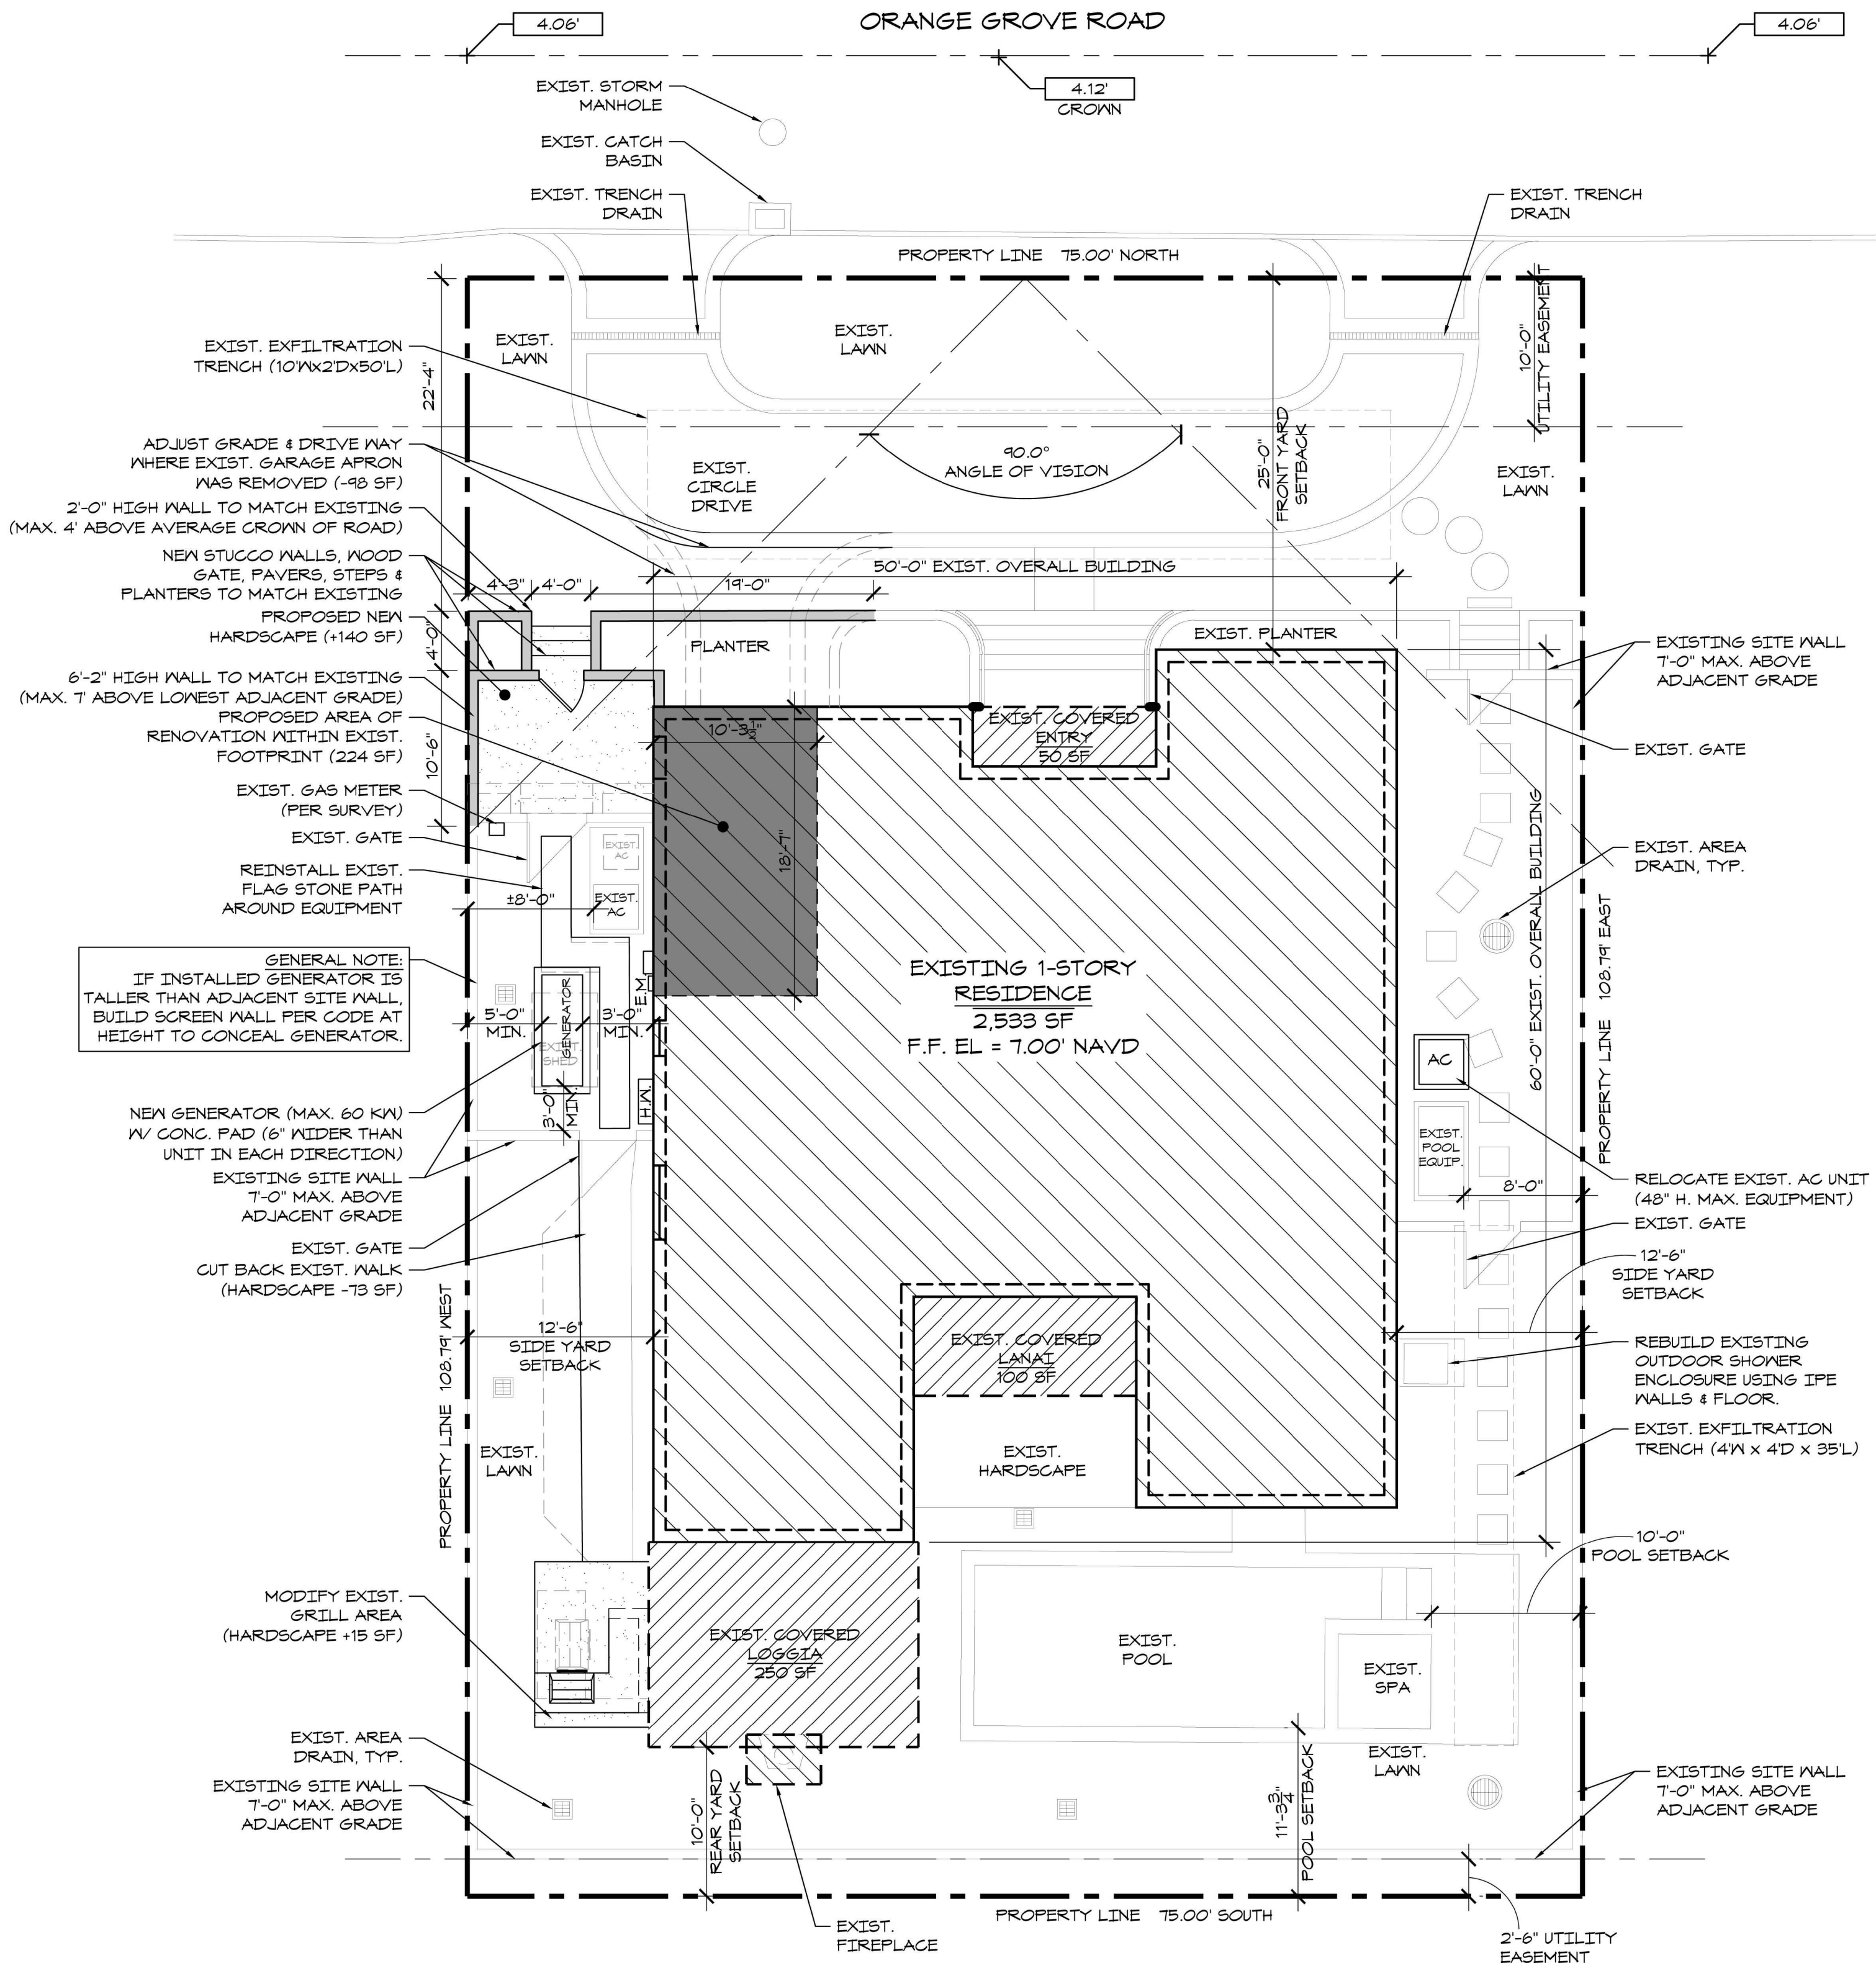 ORANGE GROVE ROAD
4.06'
4.06'
4.12'
CROWN
EXIST. STORM
MANHOLE
EXIST. CATCH
BASIN
EXIST. TRENCH
DRAIN
EXIST. TRENCH
DRAIN
PROPERTY LINE 75.00' NORTH
EXIST.
LAWN
EXIST.
LAWN
10'-0"
UTILITY EASEMENT
EXIST. EXFILTRATION
TRENCH (10'Wx2'Dx50'L)
22'-4"
ADJUST GRADE & DRIVE WAY
WHERE EXIST. GARAGE APRON
WAS REMOVED (-98 SF)
EXIST.
CIRCLE
DRIVE
90.0°
ANGLE OF VISION
25'-0"
FRONT YARD
SETBACK
EXIST.
LAWN
2'-0" HIGH WALL TO MATCH EXISTING
(MAX. 4' ABOVE AVERAGE CROWN OF ROAD)
NEW STUCCO WALLS, WOOD
GATE, PAVERS, STEPS &
PLANTERS TO MATCH EXISTING
4'-3"
4'-0"
19'-0"
50'-0" EXIST. OVERALL BUILDING
PROPOSED NEW
HARDSCAPE (+140 SF)
4'-0"
PLANTER
EXIST. PLANTER
EXISTING SITE WALL
7'-0" MAX. ABOVE
ADJACENT GRADE
6'-2" HIGH WALL TO MATCH EXISTING
(MAX. 7' ABOVE LOWEST ADJACENT GRADE)
PROPOSED AREA OF
RENOVATION WITHIN EXIST.
FOOTPRINT (224 SF)
10'-6"
10'-3½"
18'-7"
EXIST. COVERED
ENTRY
50 SF
EXIST. GATE
EXIST. GAS METER
(PER SURVEY)
EXIST. GATE
EXIST.
AC
EXIST.
AC
REINSTALL EXIST.
FLAG STONE PATH
AROUND EQUIPMENT
±8'-0"
60'-0" EXIST. OVERALL BUILDING
EXIST. AREA
DRAIN, TYP.
PROPERTY LINE 108.79' EAST
GENERAL NOTE:
IF INSTALLED GENERATOR IS
TALLER THAN ADJACENT SITE WALL,
BUILD SCREEN WALL PER CODE AT
HEIGHT TO CONCEAL GENERATOR.
5'-0"
MIN.
GENERATOR
EXIST.
SHED
3'-0"
MIN.
E.M.
EXISTING 1-STORY
RESIDENCE
2,533 SF
F.F. EL = 7.00' NAVD
AC
NEW GENERATOR (MAX. 60 KW)
W/ CONC. PAD (6" WIDER THAN
UNIT IN EACH DIRECTION)
3'-0"
MIN.
H.W.
EXIST.
POOL
EQUIP.
EXISTING SITE WALL
7'-0" MAX. ABOVE
ADJACENT GRADE
8'-0"
RELOCATE EXIST. AC UNIT
(48" H. MAX. EQUIPMENT)
EXIST. GATE
EXIST. GATE
CUT BACK EXIST. WALK
(HARDSCAPE -73 SF)
12'-6"
SIDE YARD
SETBACK
PROPERTY LINE 108.79' WEST
12'-6"
SIDE YARD
SETBACK
EXIST. COVERED
LANAI
100 SF
REBUILD EXISTING
OUTDOOR SHOWER
ENCLOSURE USING IPE
WALLS & FLOOR.
EXIST.
LAWN
EXIST.
HARDSCAPE
EXIST. EXFILTRATION
TRENCH (4'W x 4'D x 35'L)
10'-0"
POOL SETBACK
MODIFY EXIST.
GRILL AREA
(HARDSCAPE +15 SF)
EXIST. COVERED
LOGGIA
250 SF
EXIST.
POOL
EXIST.
SPA
EXIST. AREA
DRAIN, TYP.
EXIST.
LAWN
EXISTING SITE WALL
7'-0" MAX. ABOVE
ADJACENT GRADE
10'-0"
REAR YARD
SETBACK
11'-3¾"
POOL SETBACK
EXISTING SITE WALL
7'-0" MAX. ABOVE
ADJACENT GRADE
PROPERTY LINE 75.00' SOUTH
EXIST.
FIREPLACE
2'-6" UTILITY
EASEMENT